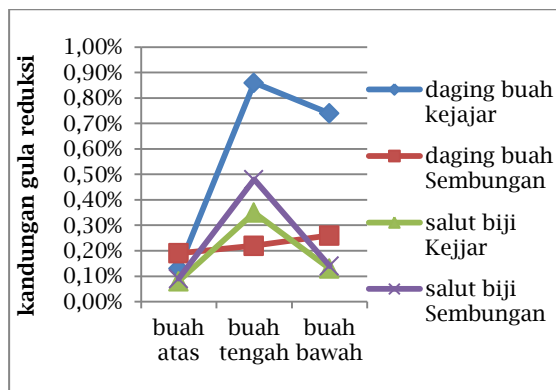 kandungan gula reduksi
1,00%
0,90%
0,80%
0,70%
0,60%
0,50%
0,40%
0,30%
0,20%
0,10%
0,00%
buah
atas
buah
tengah
buah
bawah
daging buah
kejajar
daging buah
Sembungan
salut biji
Kejjar
salut biji
Sembungan